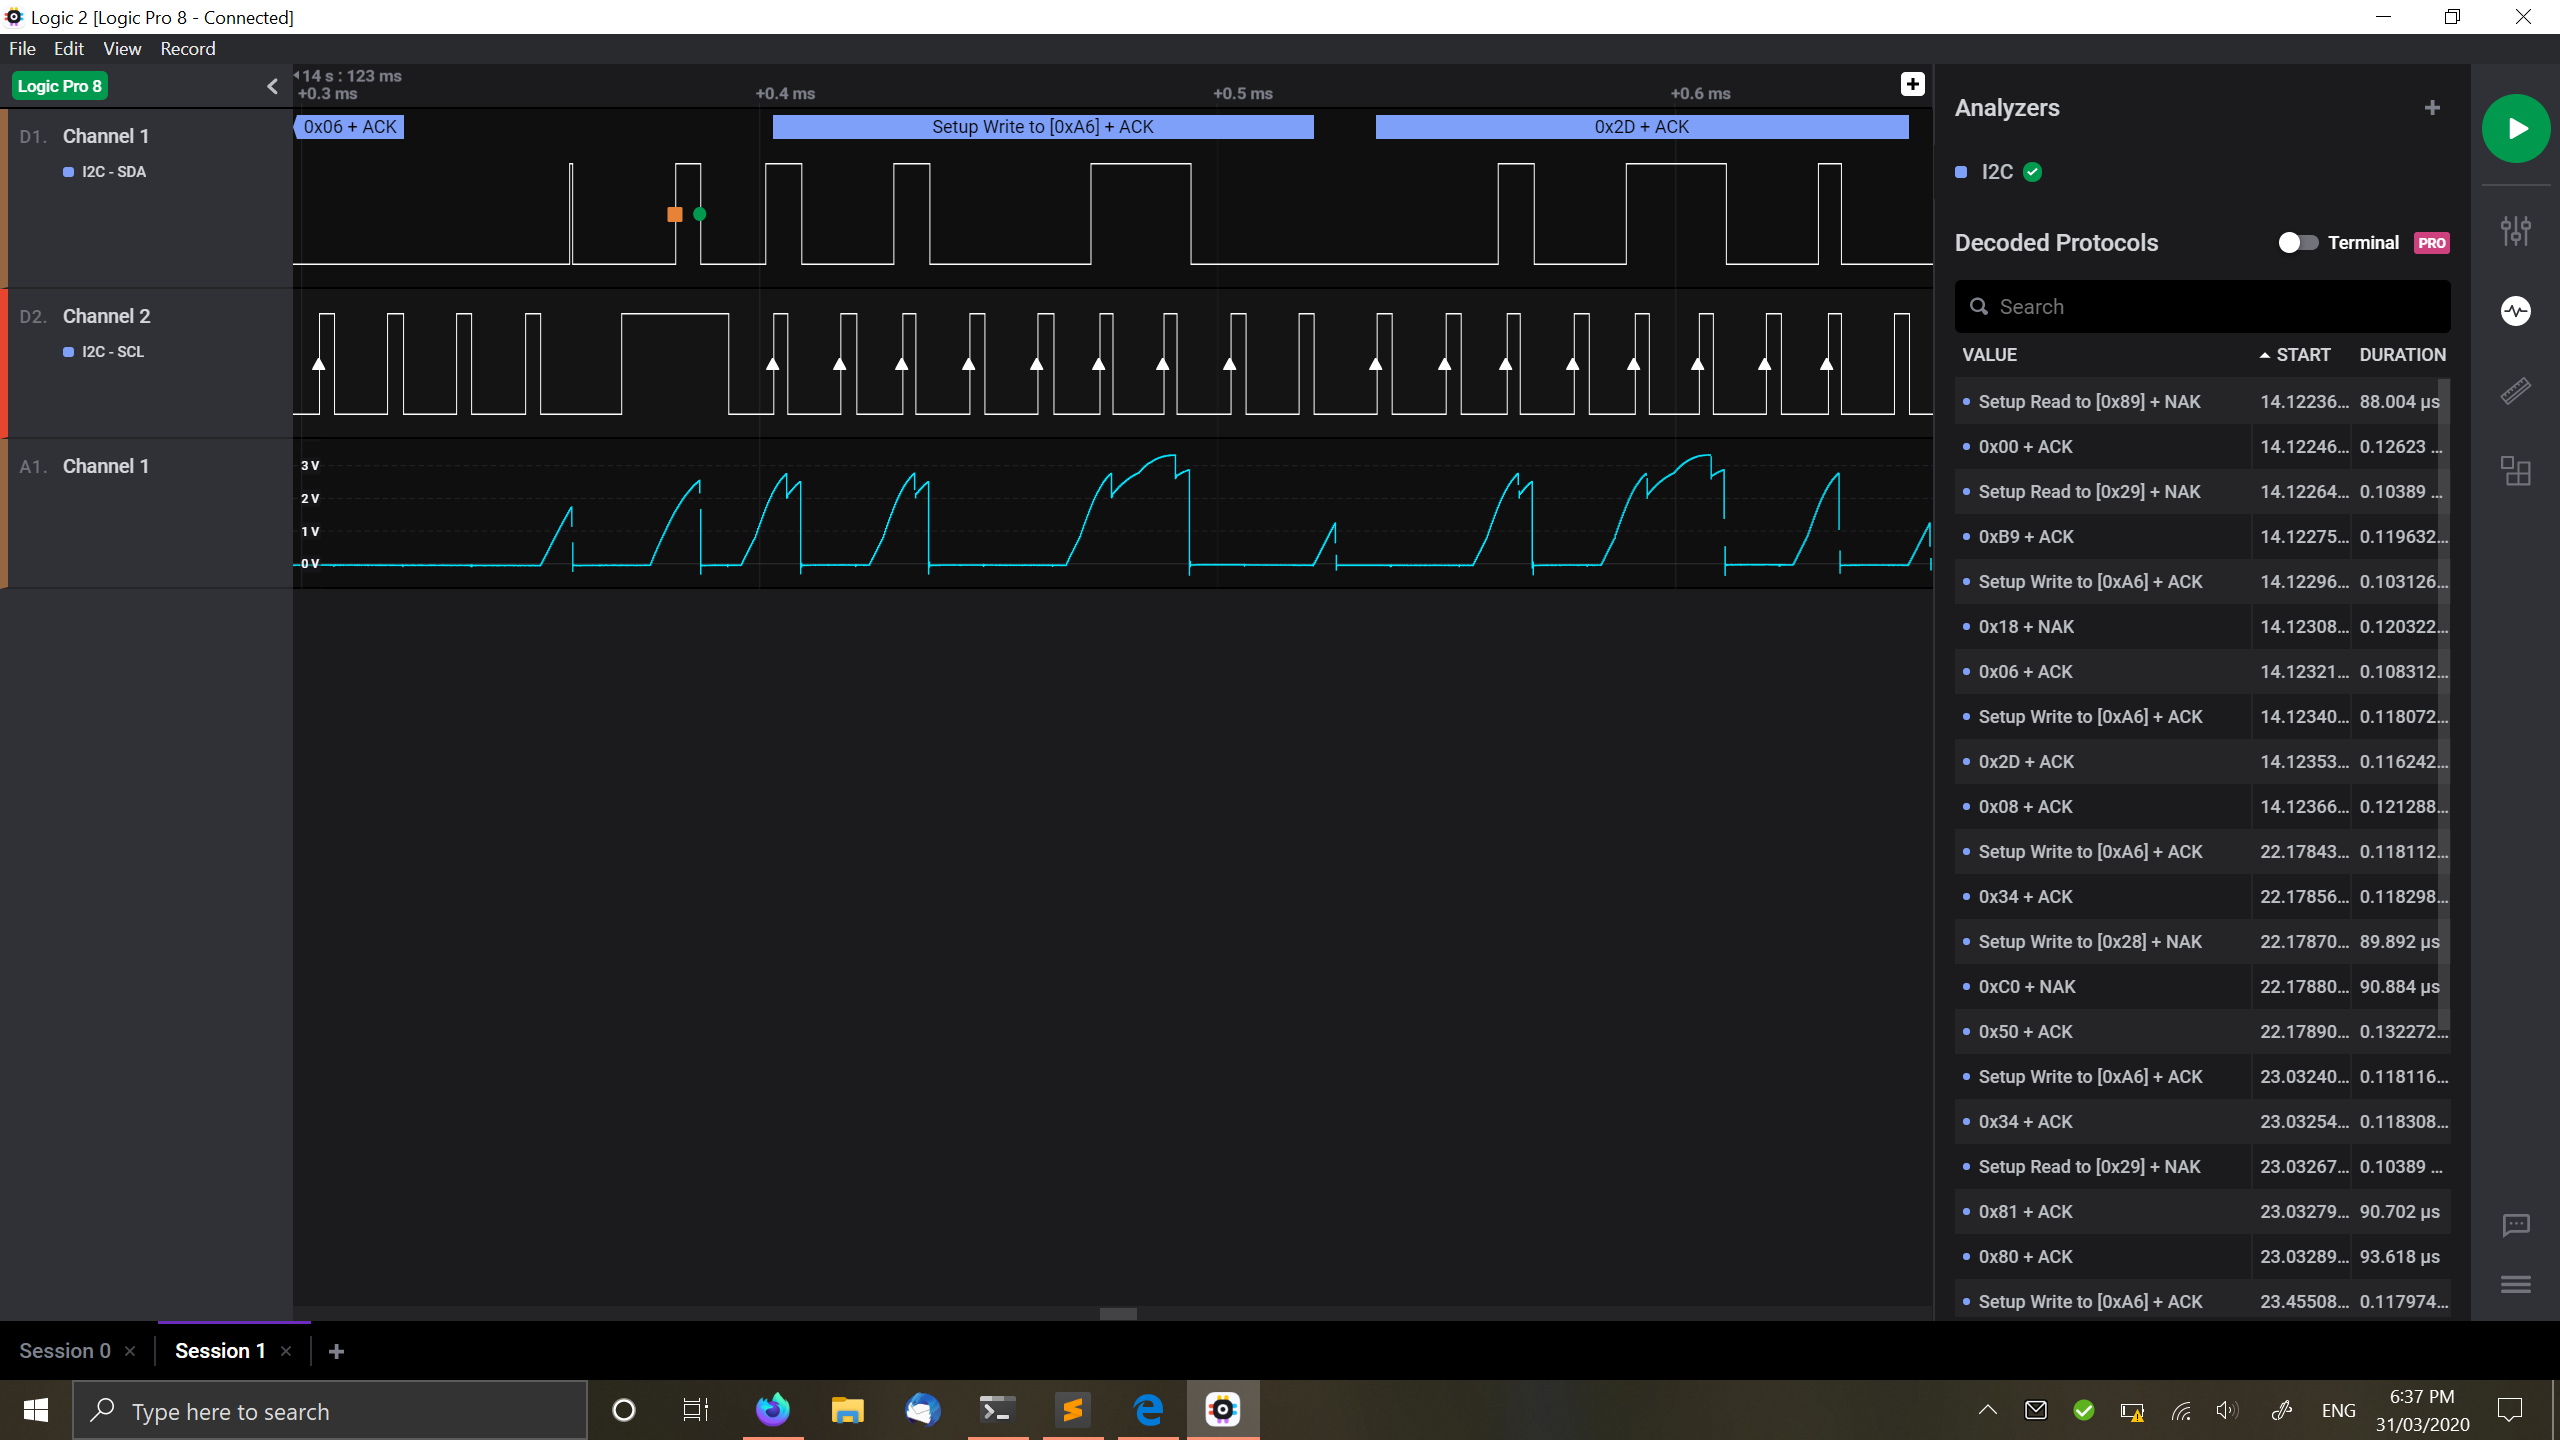 Logic 2 [Logic Pro 8 - Connected]
File Edit View Record
Logic Pro 8
14 s : 123 ms
+0.3 ms +0.4 ms +0.5 ms +0.6 ms
D1. Channel 1
I2C - SDA
0x06 + ACK Setup Write to [0xA6] + ACK 0x2D + ACK
D2. Channel 2
I2C - SCL
A1. Channel 1
3 V
2 V
1 V
0 V
Analyzers
I2C
Decoded Protocols Terminal PRO
Search
VALUE START DURATION
Setup Read to [0x89] + NAK 14.12236... 88.004 µs
0x00 + ACK 14.12246... 0.12623 ...
Setup Read to [0x29] + NAK 14.12264... 0.10389 ...
0xB9 + ACK 14.12275... 0.119632...
Setup Write to [0xA6] + ACK 14.12296... 0.103126...
0x18 + NAK 14.12308... 0.120322...
0x06 + ACK 14.12321... 0.108312...
Setup Write to [0xA6] + ACK 14.12340... 0.118072...
0x2D + ACK 14.12353... 0.116242...
0x08 + ACK 14.12366... 0.121288...
Setup Write to [0xA6] + ACK 22.17843... 0.118112...
0x34 + ACK 22.17856... 0.118298...
Setup Write to [0x28] + NAK 22.17870... 89.892 µs
0xC0 + NAK 22.17880... 90.884 µs
0x50 + ACK 22.17890... 0.132272...
Setup Write to [0xA6] + ACK 23.03240... 0.118116...
0x34 + ACK 23.03254... 0.118308...
Setup Read to [0x29] + NAK 23.03267... 0.10389 ...
0x81 + ACK 23.03279... 90.702 µs
0x80 + ACK 23.03289... 93.618 µs
Setup Write to [0xA6] + ACK 23.45508... 0.117974...
Session 0 Session 1
Type here to search
ENG
6:37 PM
31/03/2020